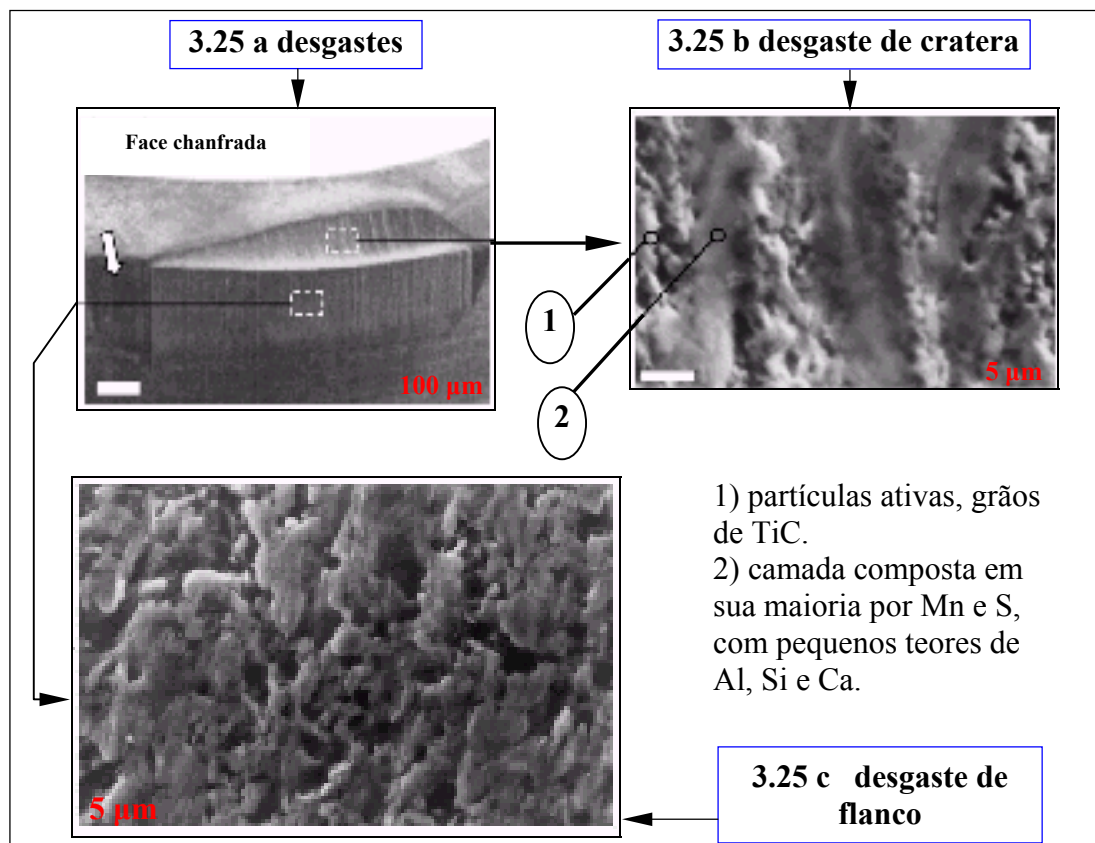 3.25 a desgastes
3.25 b desgaste de cratera
Face chanfrada
100 µm
5 µm
1
2
1) partículas ativas, grãos
de TiC.
2) camada composta em
sua maioria por Mn e S,
com pequenos teores de
Al, Si e Ca.
5 µm
3.25 c desgaste de
flanco